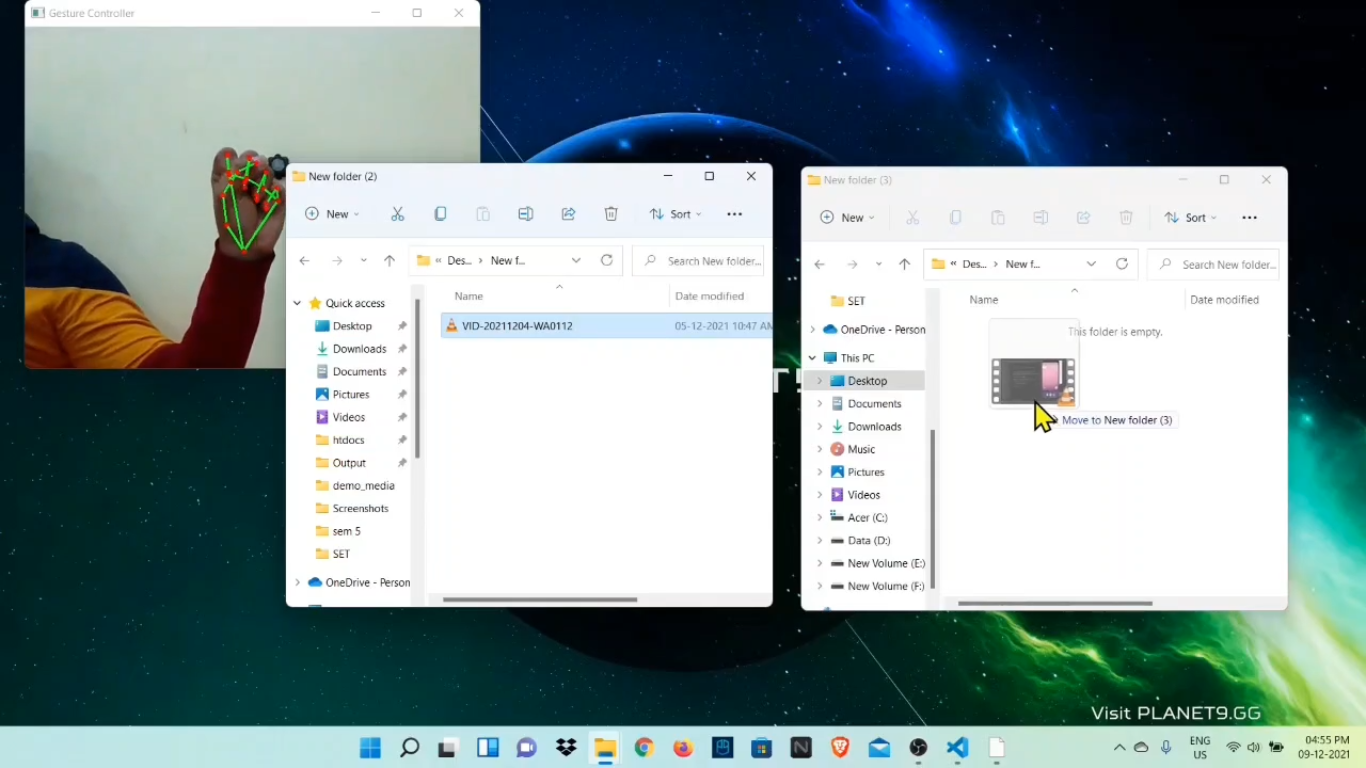 Gesture Controller
New folder (2)
New
Sort
« Des... › New f...
Search New folder...
Name
Date modified
Quick access
Desktop
Downloads
Documents
Pictures
Videos
htdocs
Output
demo_media
Screenshots
sem 5
SET
OneDrive - Person
VID-20211204-WA0112
05-12-2021 10:47 AM
New folder (3)
New
Sort
« Des... › New f...
Search New folder...
Name
Date modified
This folder is empty.
SET
OneDrive - Person
This PC
Desktop
Documents
Downloads
Music
Pictures
Videos
Acer (C:)
Data (D:)
New Volume (E:)
New Volume (F:)
Move to New folder (3)
Visit PLANET9.GG
ENG
US
04:55 PM
09-12-2021